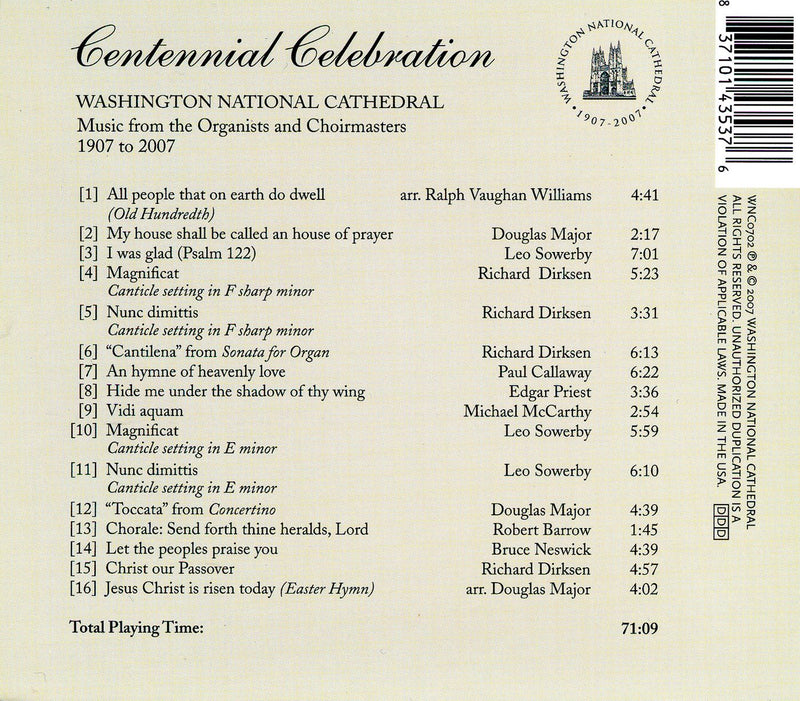 Centennial Celebration
WASHINGTON NATIONAL CATHEDRAL
Music from the Organists and Choirmasters
1907 to 2007
WASHINGTON NATIONAL CATHEDRAL
• 1907-2007 •
[1] All people that on earth do dwell arr. Ralph Vaughan Williams 4:41
(Old Hundredth)
[2] My house shall be called an house of prayer Douglas Major 2:17
[3] I was glad (Psalm 122) Leo Sowerby 7:01
[4] Magnificat Richard Dirksen 5:23
Canticle setting in F sharp minor
[5] Nunc dimittis Richard Dirksen 3:31
Canticle setting in F sharp minor
[6] “Cantilena” from Sonata for Organ Richard Dirksen 6:13
[7] An hymne of heavenly love Paul Callaway 6:22
[8] Hide me under the shadow of thy wing Edgar Priest 3:36
[9] Vidi aquam Michael McCarthy 2:54
[10] Magnificat Leo Sowerby 5:59
Canticle setting in E minor
[11] Nunc dimittis Leo Sowerby 6:10
Canticle setting in E minor
[12] “Toccata” from Concertino Douglas Major 4:39
[13] Chorale: Send forth thine heralds, Lord Robert Barrow 1:45
[14] Let the peoples praise you Bruce Neswick 4:39
[15] Christ our Passover Richard Dirksen 4:57
[16] Jesus Christ is risen today (Easter Hymn) arr. Douglas Major 4:02
Total Playing Time: 71:09
8 37101 43537 6
WNC0702 ℗ & © 2007 WASHINGTON NATIONAL CATHEDRAL
ALL RIGHTS RESERVED. UNAUTHORIZED DUPLICATION IS A
VIOLATION OF APPLICABLE LAWS. MADE IN THE USA.
DDD